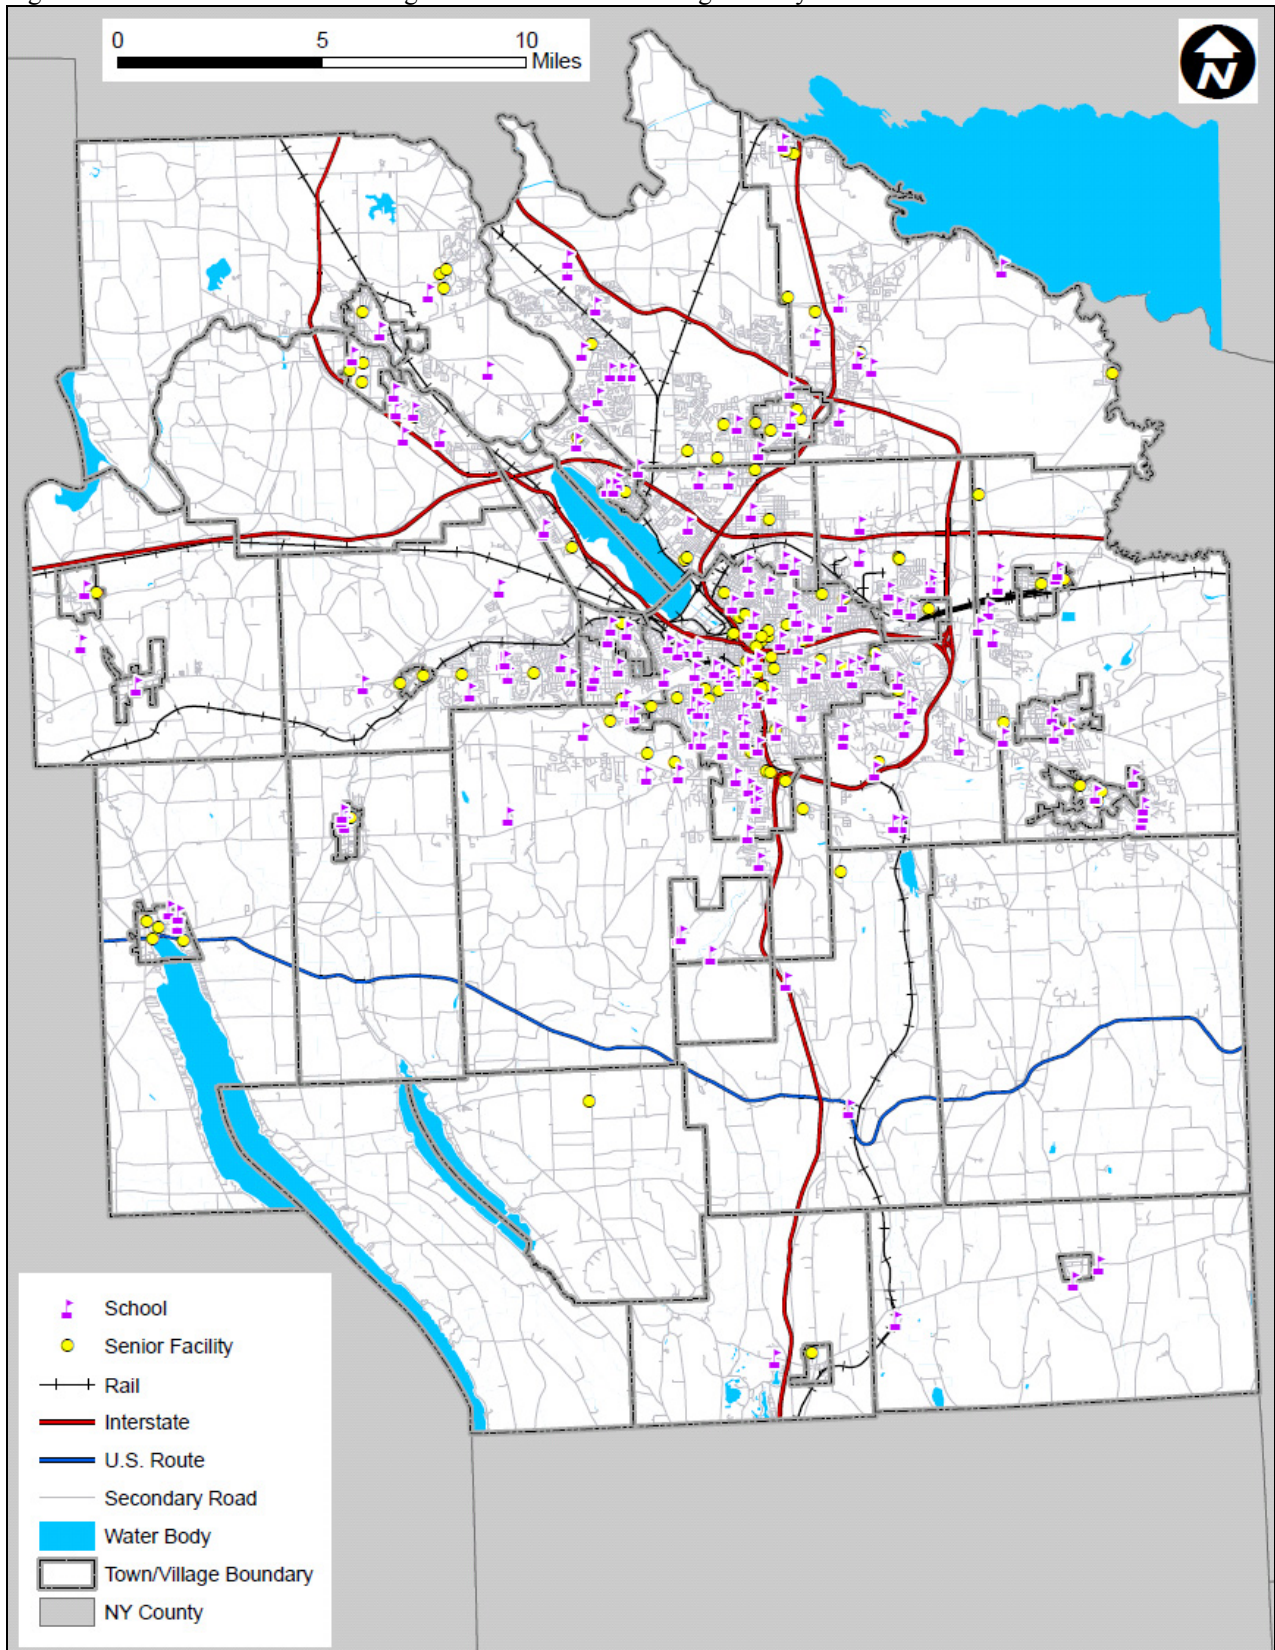 0 5 10
Miles
N
School
Senior Facility
Rail
Interstate
U.S. Route
Secondary Road
Water Body
Town/Village Boundary
NY County